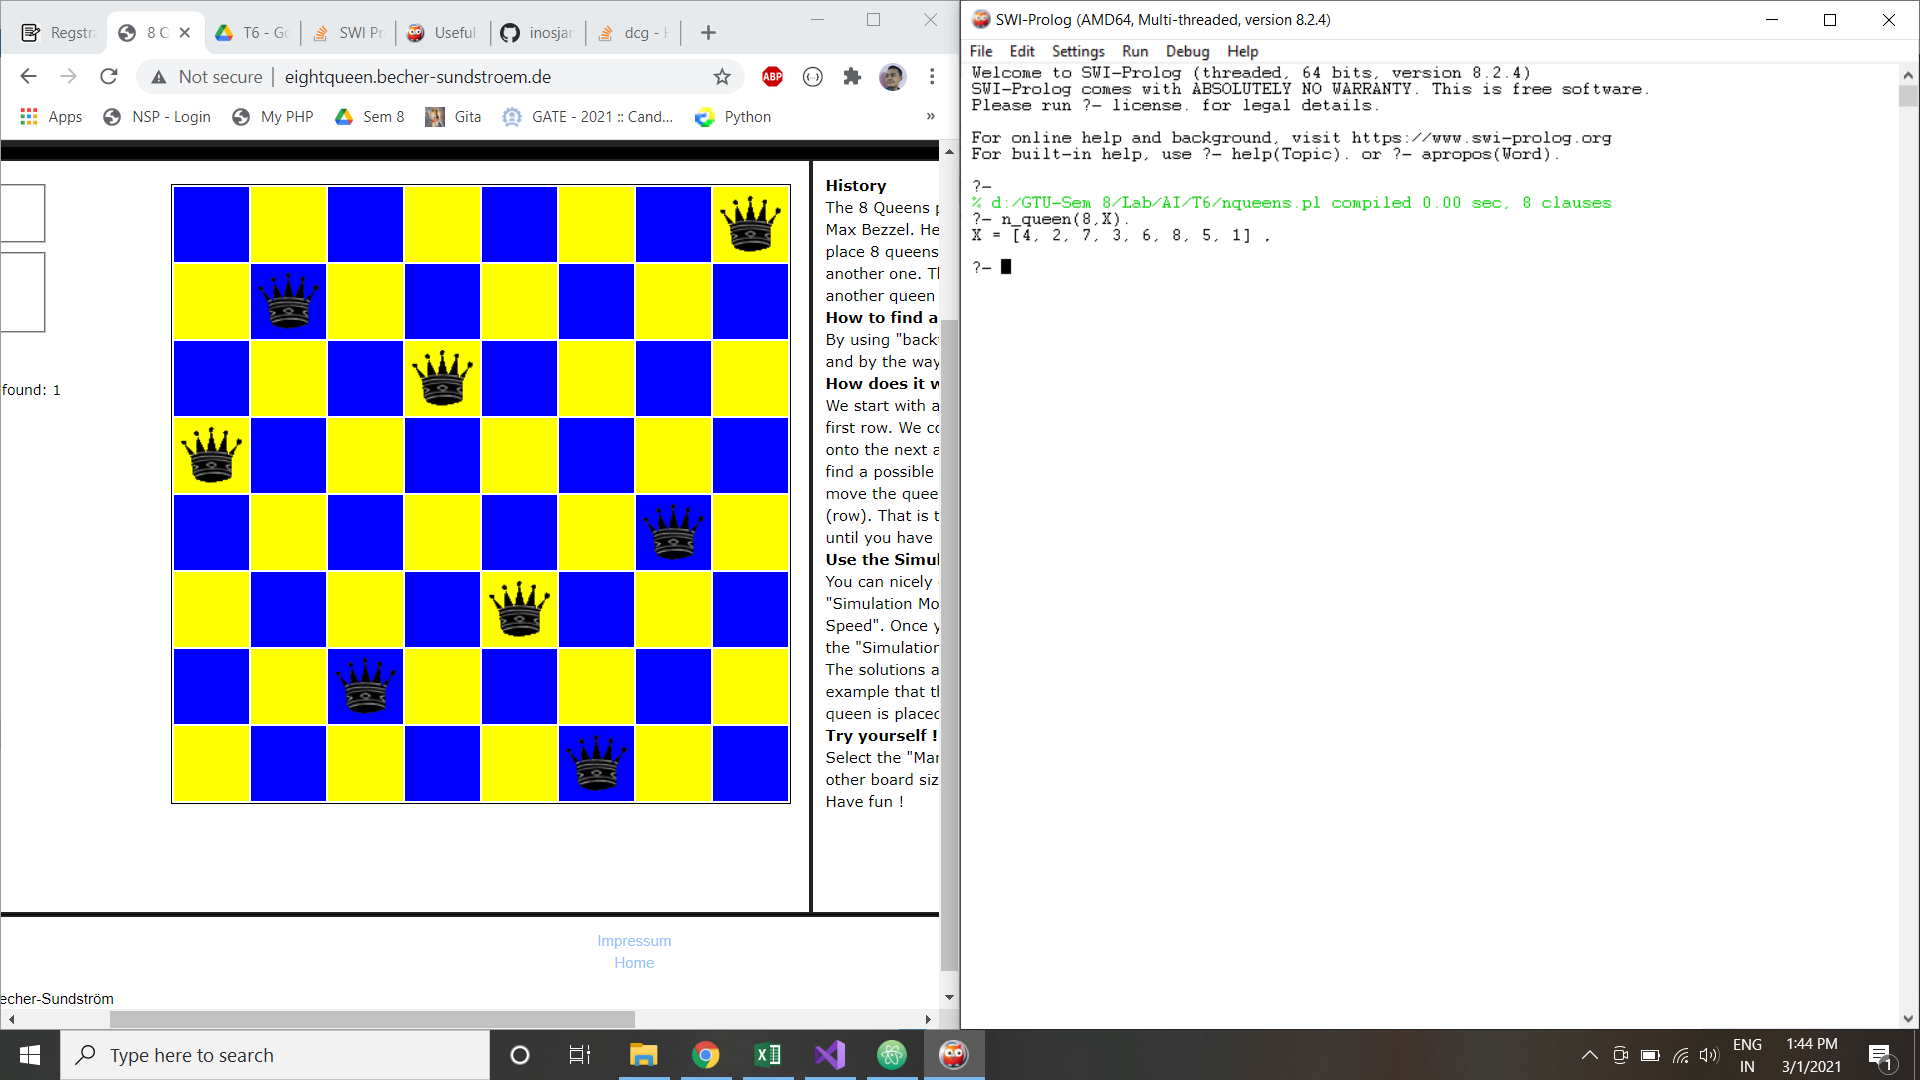 Regstra
8 C
T6 - Go
SWI Pr
Useful
inosjar
dcg - H
Not secure
eightqueen.becher-sundstroem.de
ABP
Apps
NSP - Login
My PHP
Sem 8
Gita
GATE - 2021 :: Cand...
Python
»
found: 1
History
The 8 Queens p
Max Bezzel. He
place 8 queens
another one. Th
another queen
How to find a
By using "back
and by the way
How does it w
We start with a
first row. We co
onto the next a
find a possible
move the quee
(row). That is t
until you have
Use the Simul
You can nicely
"Simulation Mo
Speed". Once y
the "Simulation
The solutions a
example that th
queen is placed
Try yourself !
Select the "Man
other board siz
Have fun !
Impressum
Home
echer-Sundström
SWI-Prolog (AMD64, Multi-threaded, version 8.2.4)
File Edit Settings Run Debug Help
Welcome to SWI-Prolog (threaded, 64 bits, version 8.2.4)
SWI-Prolog comes with ABSOLUTELY NO WARRANTY. This is free software.
Please run ?- license. for legal details.
For online help and background, visit https://www.swi-prolog.org
For built-in help, use ?- help(Topic). or ?- apropos(Word).
?-
% d:/GTU-Sem 8/Lab/AI/T6/nqueens.pl compiled 0.00 sec, 8 clauses
?- n_queen(8,X).
X = [4, 2, 7, 3, 6, 8, 5, 1] .
?-
Type here to search
ENG
IN
1:44 PM
3/1/2021
1